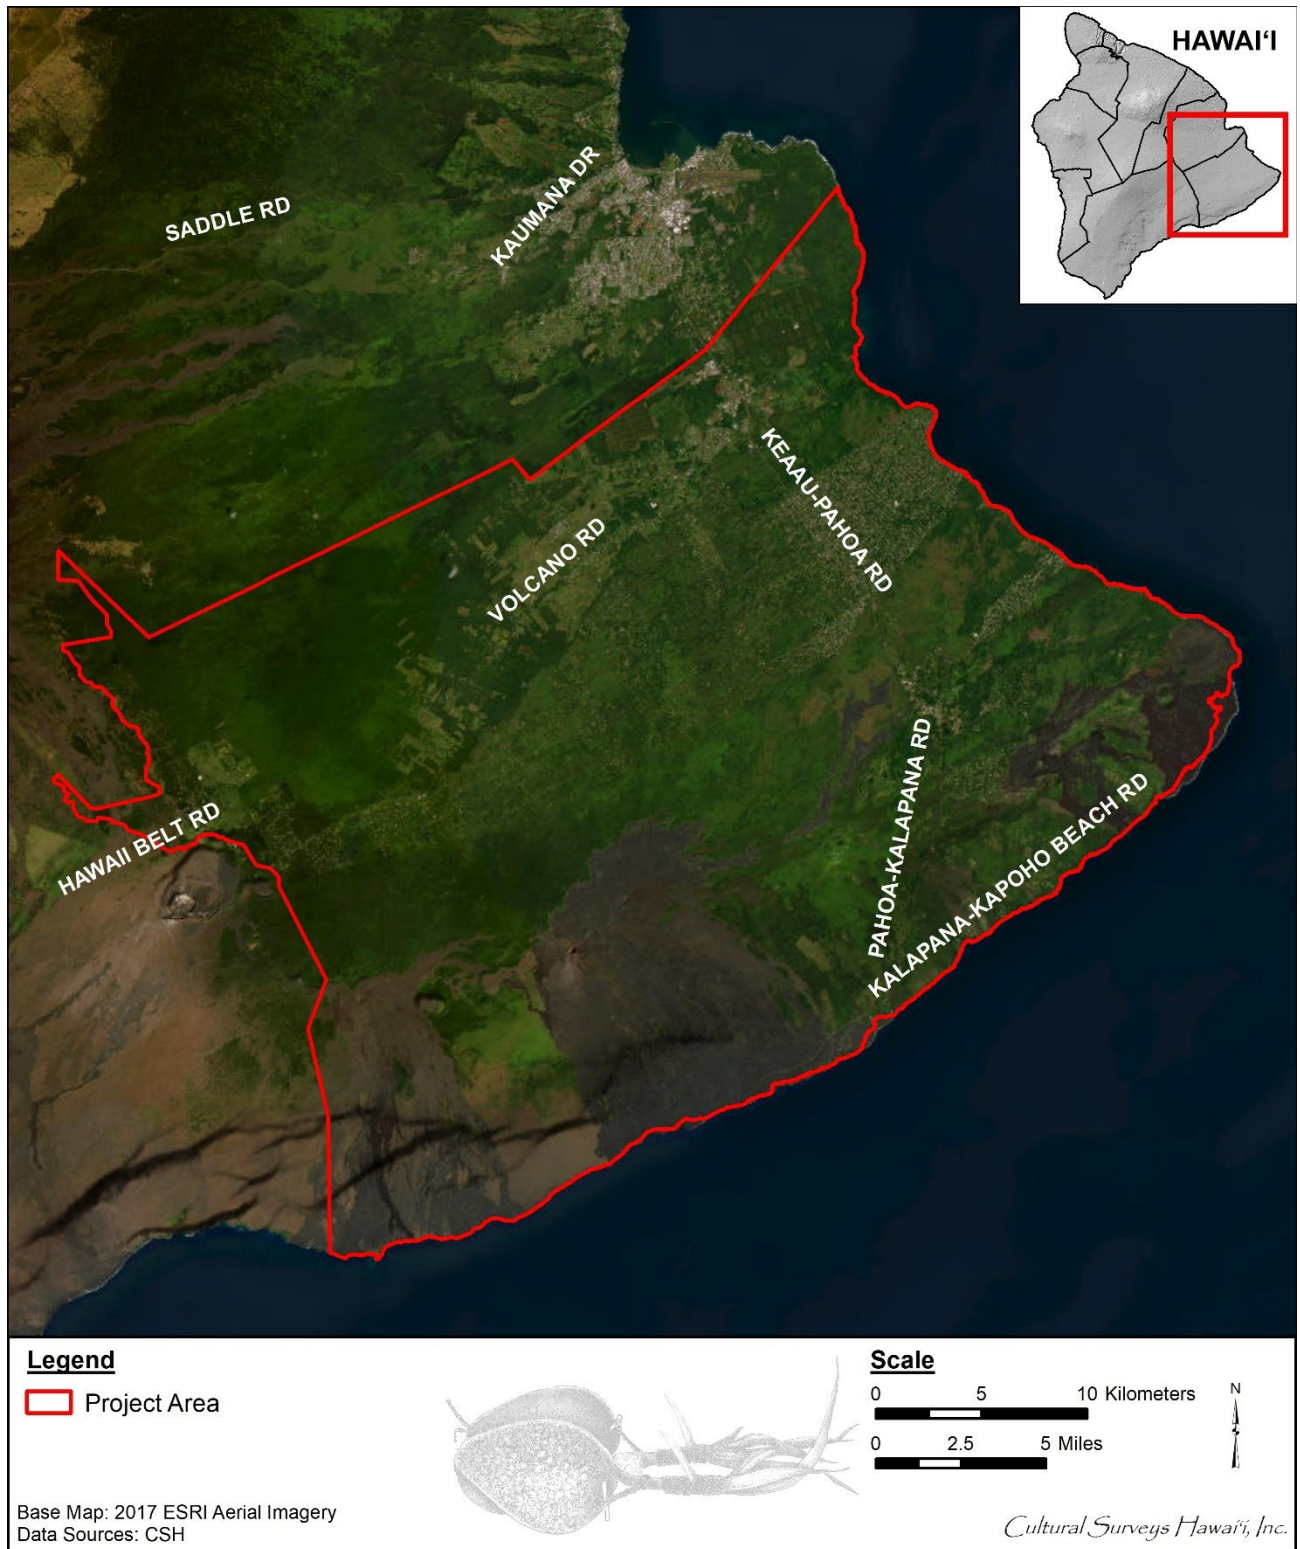 HAWAIʻI
SADDLE RD
KAUMANA DR
KEAAU-PAHOA RD
VOLCANO RD
PAHOA-KALAPANA RD
KALAPANA-KAPOHO BEACH RD
HAWAII BELT RD
Legend
Project Area
Scale
0 5 10 Kilometers
0 2.5 5 Miles
N
Base Map: 2017 ESRI Aerial Imagery
Data Sources: CSH
Cultural Surveys Hawaiʻi, Inc.